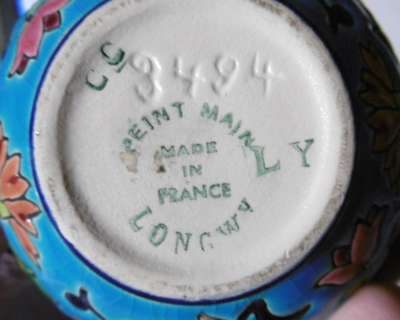 CG 3494
PEINT MAIN
MADE
IN
FRANCE
LONGWY
LY